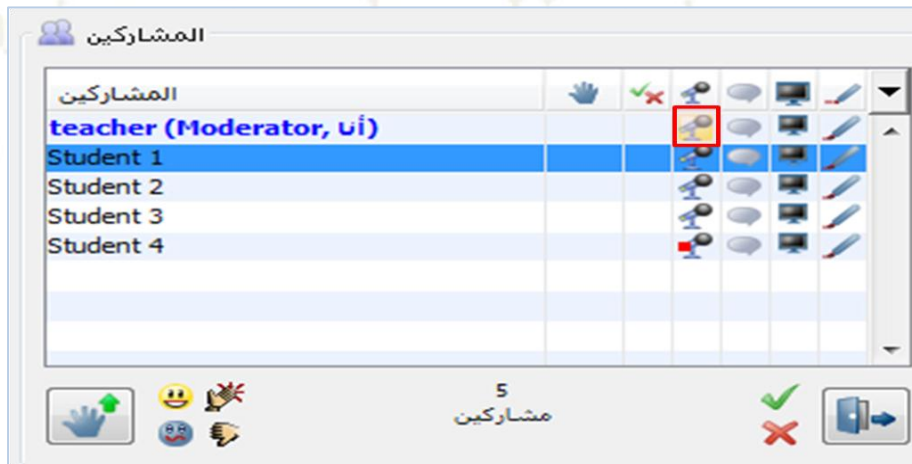 المشاركين
المشاركين
teacher (Moderator, أنا)
Student 1
Student 2
Student 3
Student 4
5
مشاركين